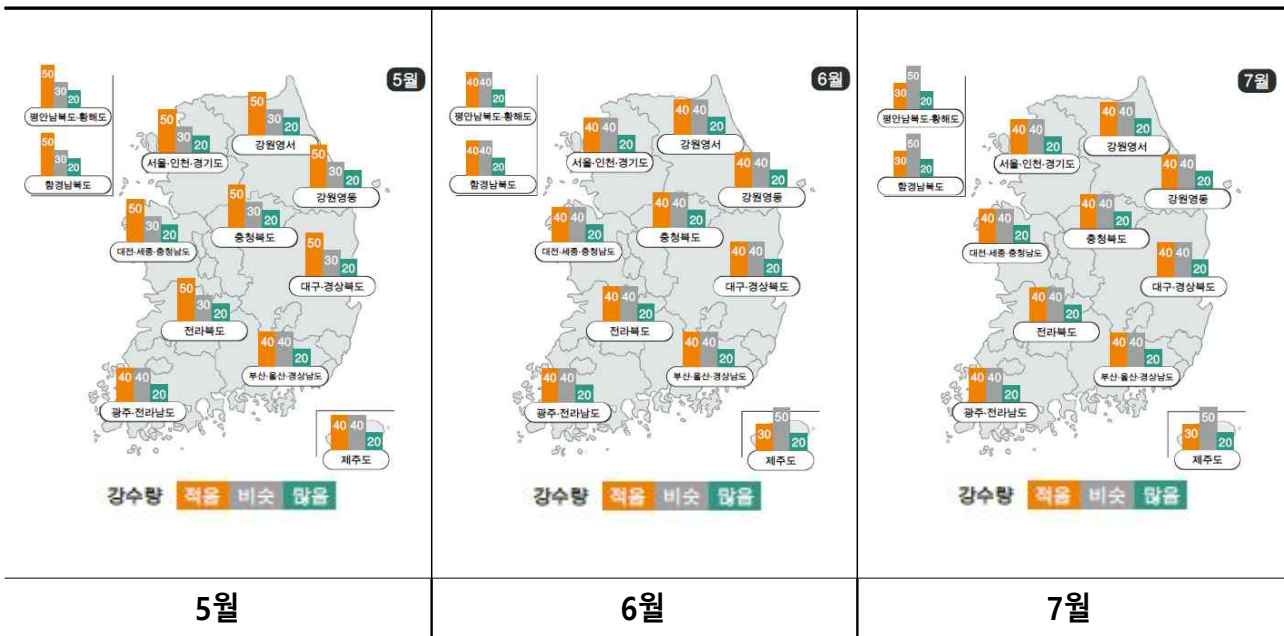 5월
50 30 20
평안남북도·황해도
50 30 20
함경남북도
50 30 20
서울·인천·경기도
50 30 20
강원영서
50 30 20
강원영동
50 30 20
대전·세종·충청남도
50 30 20
충청북도
50 30 20
대구·경상북도
50 30 20
전라북도
40 40 20
부산·울산·경상남도
40 40 20
광주·전라남도
40 40 20
제주도
강수량 적음 비슷 많음
5월
6월
40 40 20
평안남북도·황해도
40 40 20
함경남북도
40 40 20
서울·인천·경기도
40 40 20
강원영서
40 40 20
강원영동
40 40 20
대전·세종·충청남도
40 40 20
충청북도
40 40 20
대구·경상북도
40 40 20
전라북도
40 40 20
부산·울산·경상남도
40 40 20
광주·전라남도
30 50 20
제주도
강수량 적음 비슷 많음
6월
7월
30 50 20
평안남북도·황해도
30 50 20
함경남북도
40 40 20
서울·인천·경기도
40 40 20
강원영서
40 40 20
강원영동
40 40 20
대전·세종·충청남도
40 40 20
충청북도
40 40 20
대구·경상북도
40 40 20
전라북도
40 40 20
부산·울산·경상남도
40 40 20
광주·전라남도
30 50 20
제주도
강수량 적음 비슷 많음
7월